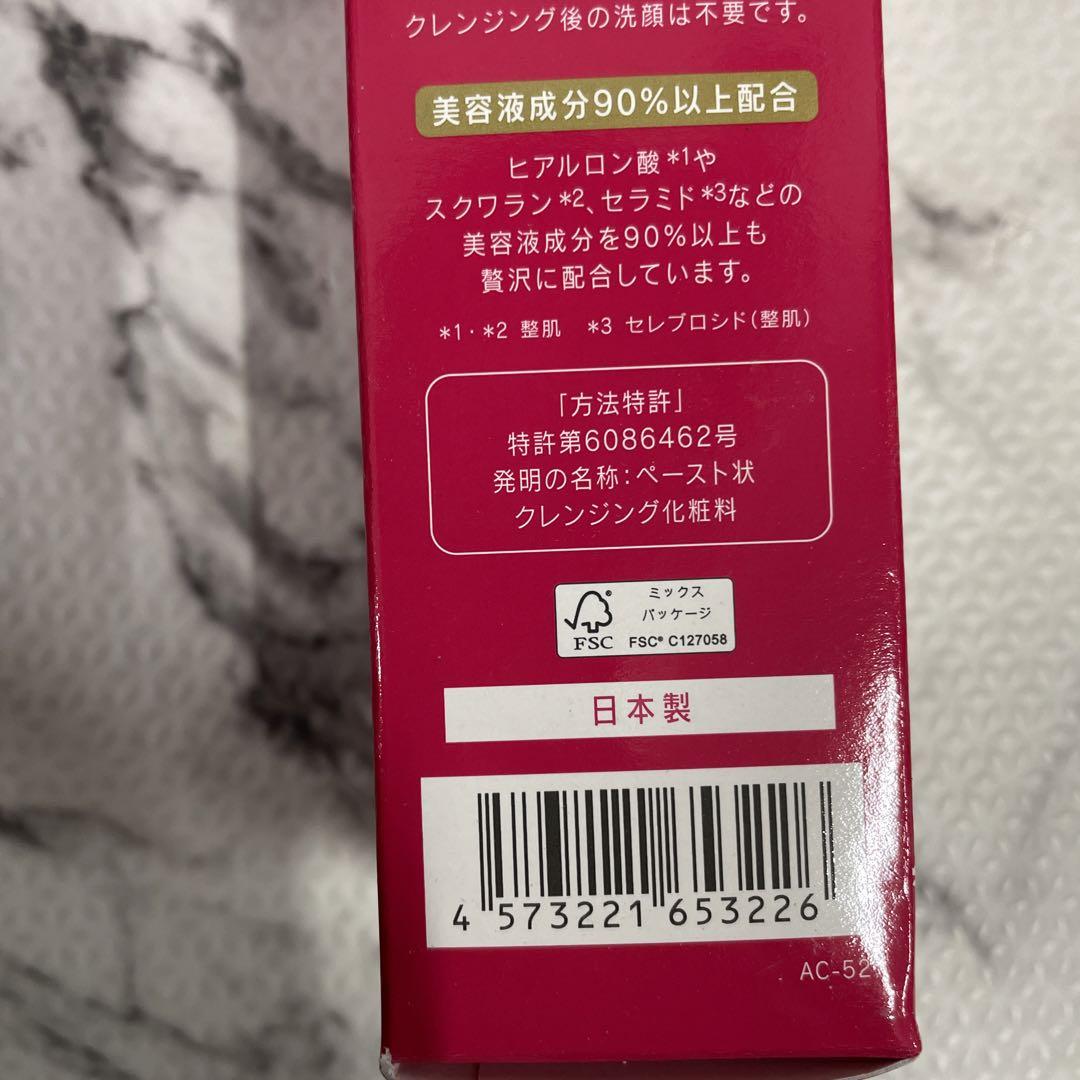 クレンジング後の洗顔は不要です。
美容液成分90%以上配合
ヒアルロン酸*1や
スクワラン*2、セラミド*3などの
美容液成分を90%以上も
贅沢に配合しています。
*1・*2 整肌 *3 セレブロシド(整肌)
「方法特許」
特許第6086462号
発明の名称:ペースト状
クレンジング化粧料
ミックス
パッケージ
FSC
FSC® C127058
日本製
4 573221 653226